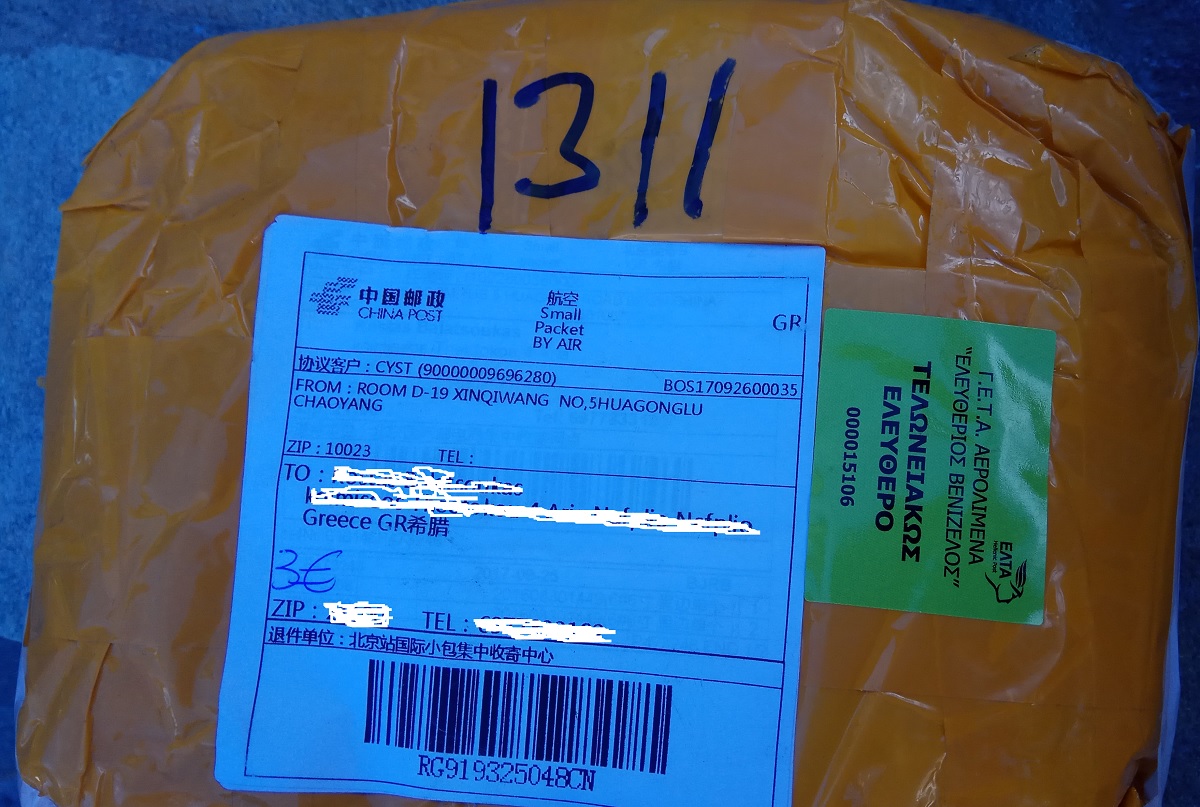 1311
中国邮政
CHINA POST
航空
Small
Packet
BY AIR
GR
协议客户：CYST (90000009696280)
BOS17092600035
FROM：ROOM D-19 XINQIWANG NO,5HUAGONGLU
CHAOYANG
ZIP：10023
TEL：
TO：
Greece GR希腊
3€
ZIP：
TEL：
退件单位：北京站国际小包集中收寄中心
RG919325048CN
ΕΛΤΑ
Γ.Ε.Τ.Α. ΑΕΡΟΛΙΜΕΝΑ
"ΕΛΕΥΘΕΡΙΟΣ ΒΕΝΙΖΕΛΟΣ"
ΤΕΛΩΝΕΙΑΚΩΣ
ΕΛΕΥΘΕΡΟ
000015106